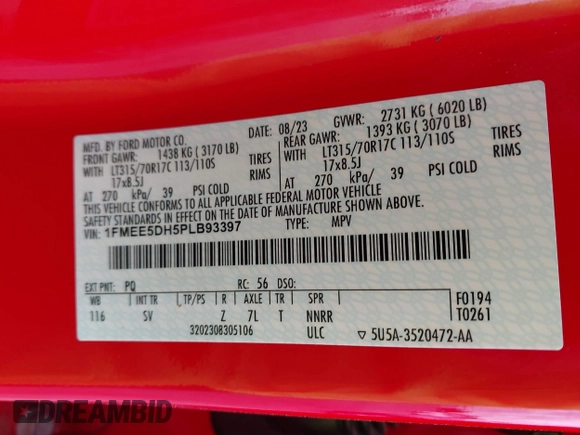 MFD. BY FORD MOTOR CO.
DATE: 08/23 GVWR: 2731 KG ( 6020 LB)
FRONT GAWR: 1438 KG ( 3170 LB)
REAR GAWR: 1393 KG ( 3070 LB)
WITH LT315/70R17C 113/110S TIRES
WITH LT315/70R17C 113/110S TIRES
17x8.5J RIMS
17x8.5J RIMS
AT 270 kPa/ 39 PSI COLD
AT 270 kPa/ 39 PSI COLD
THIS VEHICLE CONFORMS TO ALL APPLICABLE FEDERAL MOTOR VEHICLE
SAFETY STANDARDS IN EFFECT ON THE DATE OF MANUFACTURE SHOWN ABOVE.
VIN: 1FMEE5DH5PLB93397 TYPE: MPV
EXT PNT: PQ RC: 56 DSO:
WB INT TR TP/PS R AXLE TR SPR F0194
116 SV Z 7L T NNRR T0261
3202308305106 ULC ▽ 5U5A-3520472-AA
DREAMBID